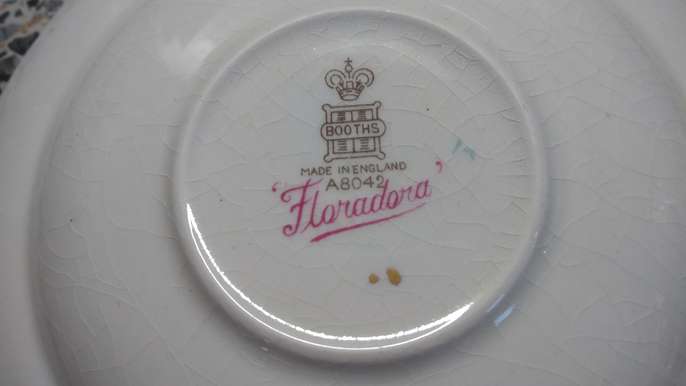 BOOTHS
MADE IN ENGLAND
A8042
'Floradora'